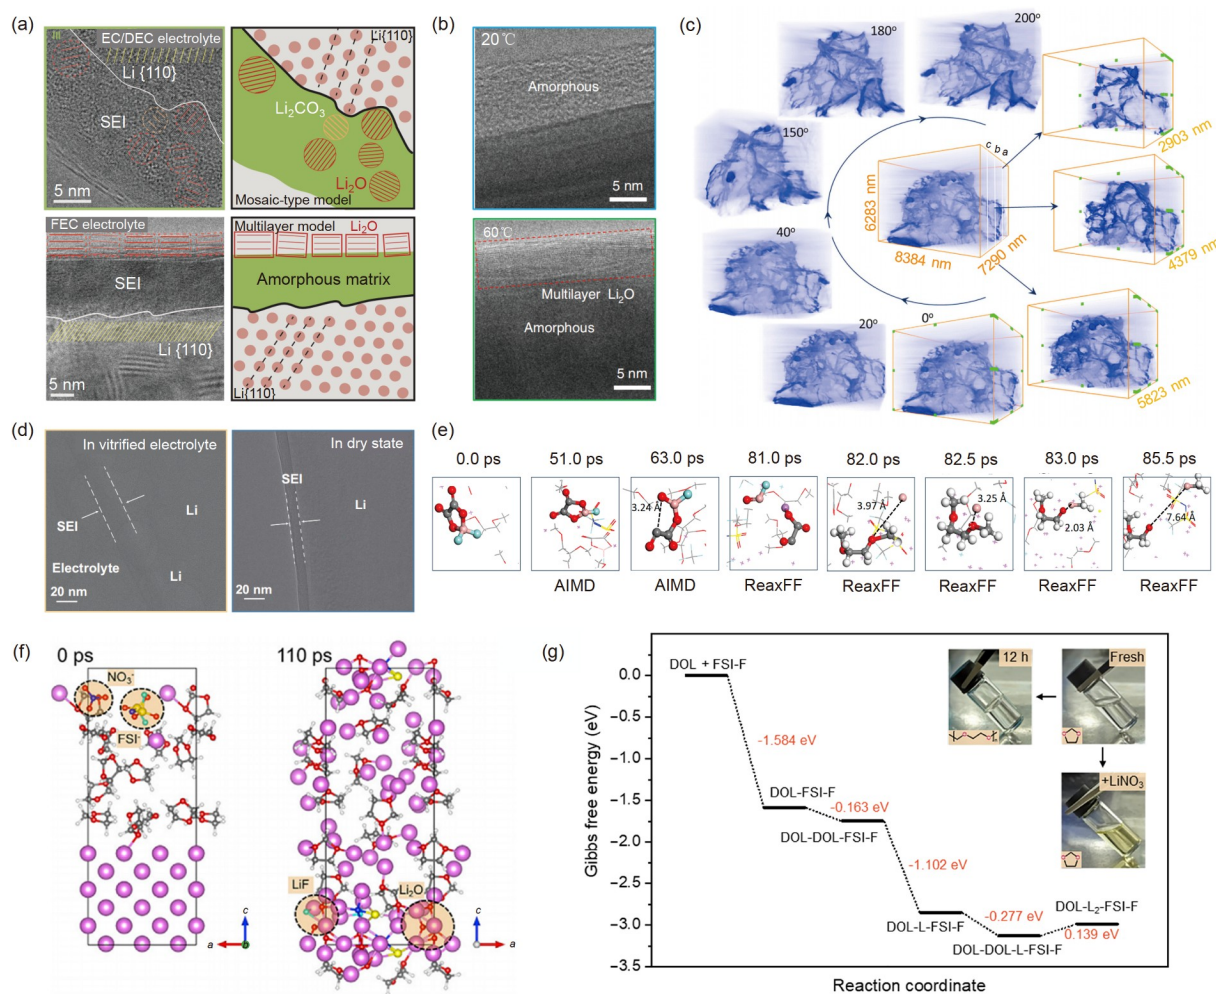 (a)
EC/DEC electrolyte
Li {110}
SEI
5 nm
Li{110}
Li₂CO₃
Li₂O
Mosaic-type model
FEC electrolyte
SEI
Li {110}
5 nm
Multilayer model
Li₂O
Amorphous matrix
Li{110}
(b)
20℃
Amorphous
5 nm
60℃
Multilayer Li₂O
Amorphous
5 nm
(c)
180°
200°
150°
40°
20°
0°
c b a
6283 nm
8384 nm
7290 nm
2903 nm
4379 nm
5823 nm
(d)
In vitrified electrolyte
SEI
Li
Electrolyte
Li
20 nm
In dry state
SEI
Li
20 nm
(e)
0.0 ps 51.0 ps 63.0 ps 81.0 ps 82.0 ps 82.5 ps 83.0 ps 85.5 ps
3.24 Å
3.97 Å
3.25 Å
2.03 Å
7.64 Å
AIMD AIMD ReaxFF ReaxFF ReaxFF ReaxFF ReaxFF
(f)
0 ps
NO₃⁻
FSI⁻
c
a
b
110 ps
LiF
Li₂O
c
a
(g)
Gibbs free energy (eV)
0.0
−0.5
−1.0
−1.5
−2.0
−2.5
−3.0
−3.5
DOL + FSI-F
-1.584 eV
DOL-FSI-F
-0.163 eV
DOL-DOL-FSI-F
-1.102 eV
DOL-L-FSI-F
-0.277 eV
DOL-DOL-L-FSI-F
DOL-L₂-FSI-F
0.139 eV
12 h
Fresh
+LiNO₃
Reaction coordinate